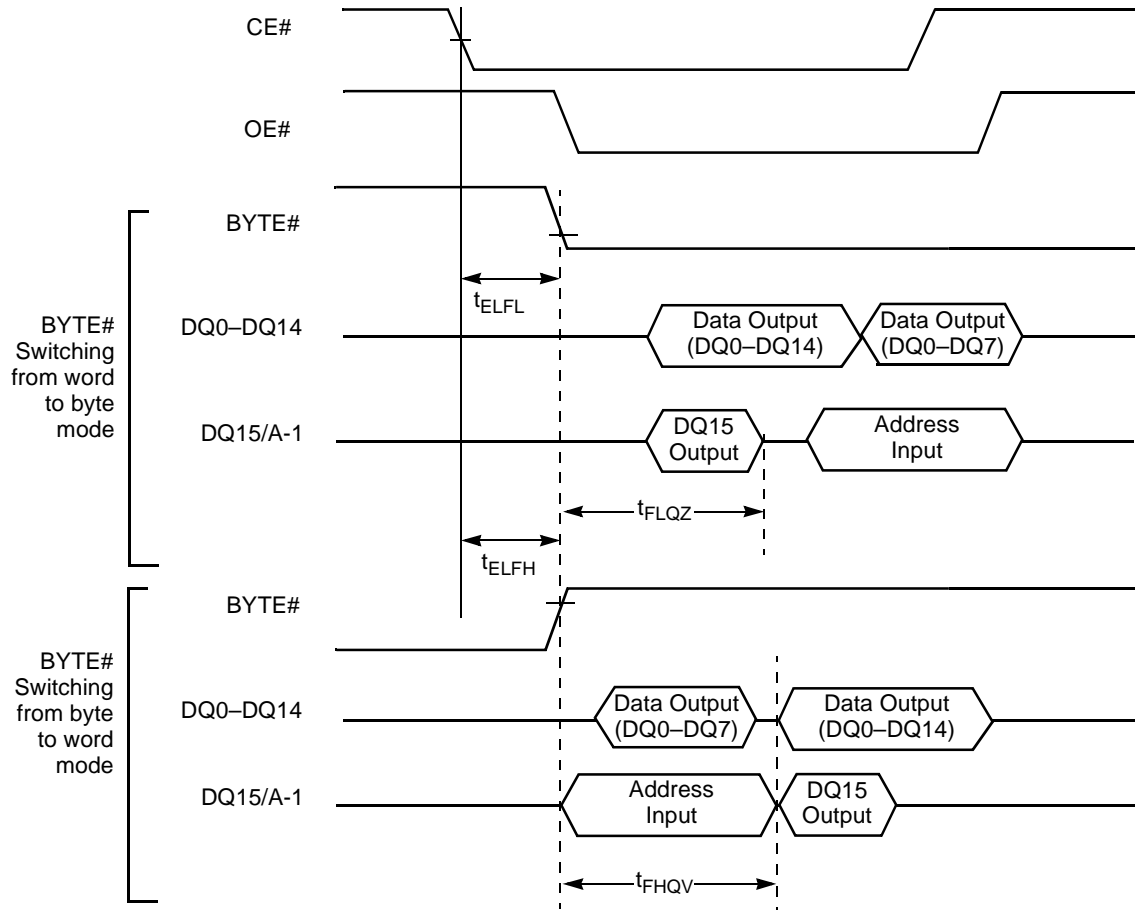 CE#
OE#
BYTE#
tELFL
BYTE#
Switching
from word
to byte
mode
DQ0–DQ14
Data Output
(DQ0–DQ14)
Data Output
(DQ0–DQ7)
DQ15/A-1
DQ15
Output
Address
Input
tFLQZ
tELFH
BYTE#
BYTE#
Switching
from byte
to word
mode
DQ0–DQ14
Data Output
(DQ0–DQ7)
Data Output
(DQ0–DQ14)
DQ15/A-1
Address
Input
DQ15
Output
tFHQV